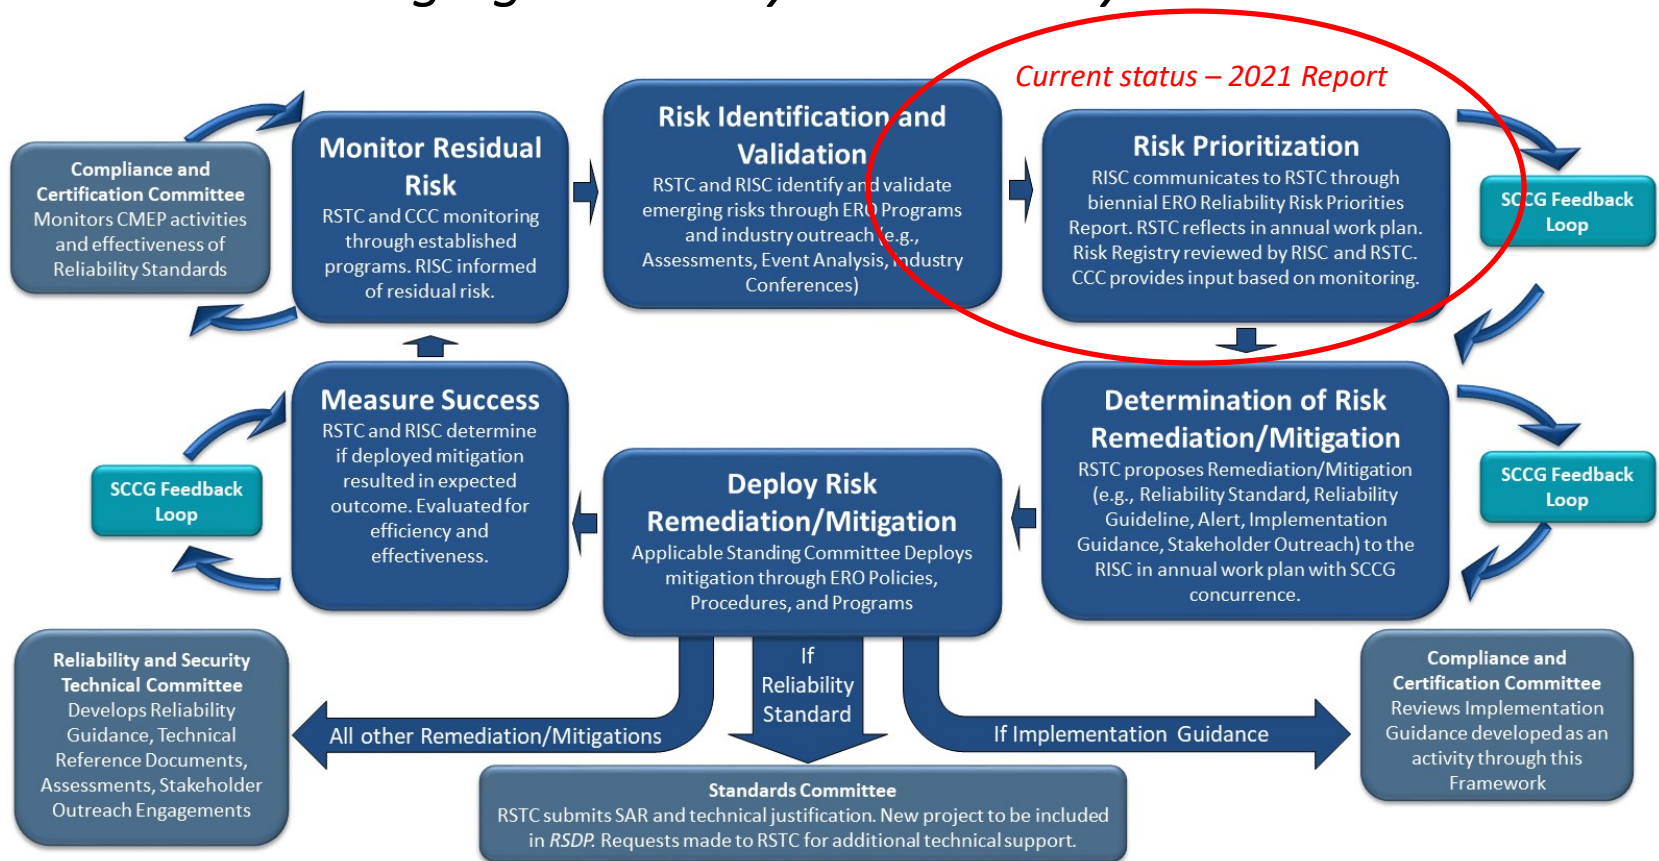 Current status – 2021 Report
Compliance and
Certification Committee
Monitors CMEP activities
and effectiveness of
Reliability Standards
Monitor Residual
Risk
RSTC and CCC monitoring
through established
programs. RISC informed
of residual risk.
Risk Identification and
Validation
RSTC and RISC identify and validate
emerging risks through ERO Programs
and industry outreach (e.g.,
Assessments, Event Analysis, Industry
Conferences)
Risk Prioritization
RISC communicates to RSTC through
biennial ERO Reliability Risk Priorities
Report. RSTC reflects in annual work plan.
Risk Registry reviewed by RISC and RSTC.
CCC provides input based on monitoring.
SCCG Feedback
Loop
Determination of Risk
Remediation/Mitigation
RSTC proposes Remediation/Mitigation
(e.g., Reliability Standard, Reliability
Guideline, Alert, Implementation
Guidance, Stakeholder Outreach) to the
RISC in annual work plan with SCCG
concurrence.
SCCG Feedback
Loop
Deploy Risk
Remediation/Mitigation
Applicable Standing Committee Deploys
mitigation through ERO Policies,
Procedures, and Programs
Measure Success
RSTC and RISC determine
if deployed mitigation
resulted in expected
outcome. Evaluated for
efficiency and
effectiveness.
SCCG Feedback
Loop
Reliability and Security
Technical Committee
Develops Reliability
Guidance, Technical
Reference Documents,
Assessments, Stakeholder
Outreach Engagements
All other Remediation/Mitigations
If
Reliability
Standard
If Implementation Guidance
Standards Committee
RSTC submits SAR and technical justification. New project to be included
in RSDP. Requests made to RSTC for additional technical support.
Compliance and
Certification Committee
Reviews Implementation
Guidance developed as an
activity through this
Framework